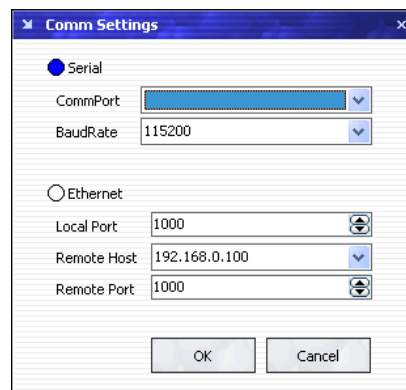 Comm Settings
Serial
CommPort
BaudRate 115200
Ethernet
Local Port 1000
Remote Host 192.168.0.100
Remote Port 1000
OK Cancel